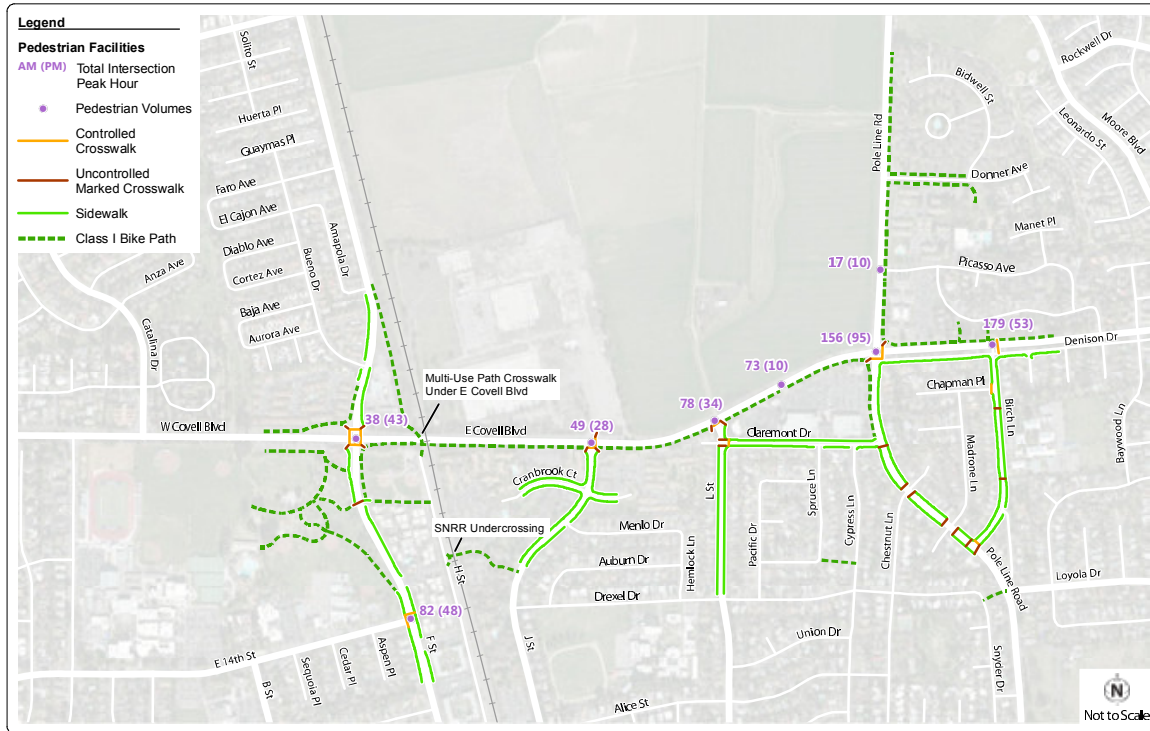 Legend
Pedestrian Facilities
AM (PM) Total Intersection
Peak Hour
Pedestrian Volumes
Controlled
Crosswalk
Uncontrolled
Marked Crosswalk
Sidewalk
Class I Bike Path
Solito St
Huerta Pl
Guaymas Pl
Faro Ave
El Cajon Ave
Diablo Ave
Anza Ave
Cortez Ave
Baja Ave
Aurora Ave
Bueno Dr
Amapola Dr
Catalina Dr
Pole Line Rd
Bidwell St
Rockwell Dr
Leonardo St
Moore Blvd
Donner Ave
Manet Pl
Picasso Ave
17 (10)
156 (95)
179 (53)
Denison Dr
73 (10)
78 (34)
Multi-Use Path Crosswalk
Under E Covell Blvd
W Covell Blvd
38 (43)
E Covell Blvd
49 (28)
Claremont Dr
Chapman Pl
Birch Ln
Madrone Ln
Baywood Ln
Cranbrook Ct
L St
Spruce Ln
Cypress Ln
Chestnut Ln
Pacific Dr
Hemlock Ln
SNRR Undercrossing
Menlo Dr
Auburn Dr
Drexel Dr
H St
J St
Pole Line Road
Loyola Dr
Union Dr
Snyder Dr
82 (48)
F St
E 14th St
B St
Sequoia Pl
Cedar Pl
Aspen Pl
Alice St
N
Not to Scale